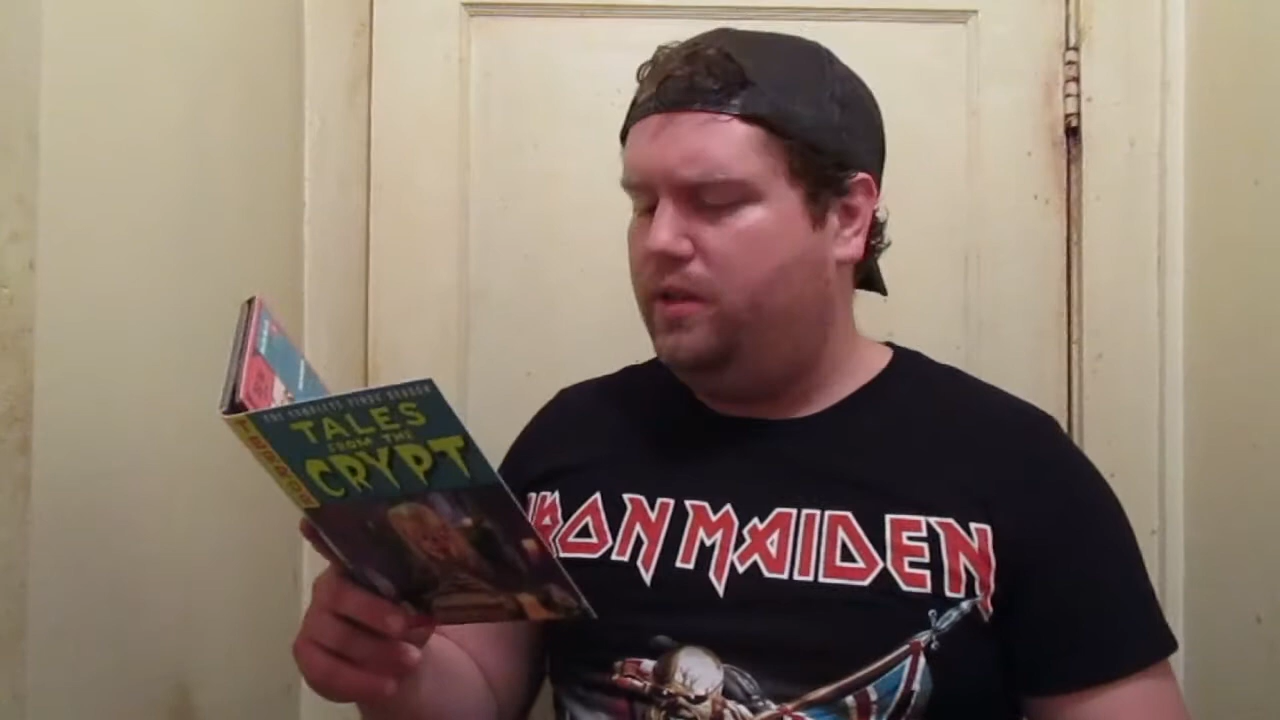 THE COMPLETE FIRST SEASON
TALES
FROM THE
CRYPT
IRON MAIDEN